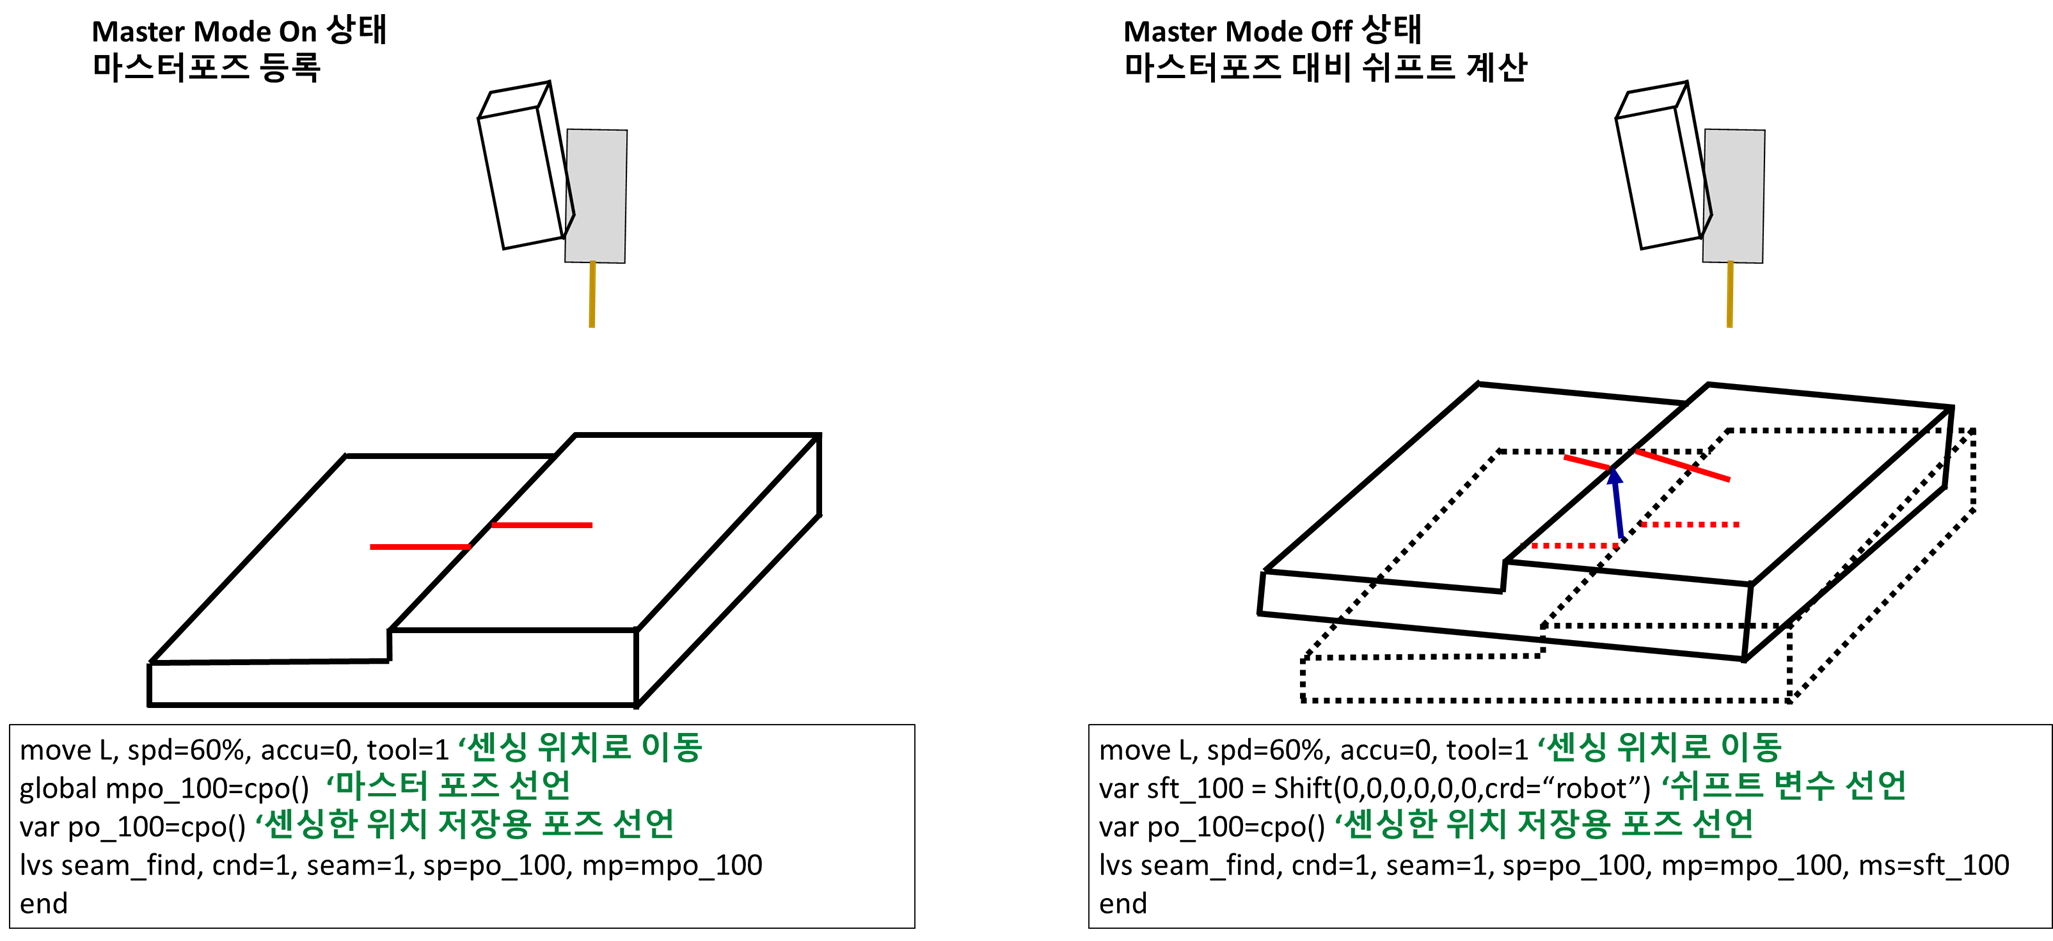 Master Mode On 상태
마스터포즈 등록
move L, spd=60%, accu=0, tool=1 ‘센싱 위치로 이동
global mpo_100=cpo() ‘마스터 포즈 선언
var po_100=cpo() ‘센싱한 위치 저장용 포즈 선언
lvs seam_find, cnd=1, seam=1, sp=po_100, mp=mpo_100
end
Master Mode Off 상태
마스터포즈 대비 쉬프트 계산
move L, spd=60%, accu=0, tool=1 ‘센싱 위치로 이동
var sft_100 = Shift(0,0,0,0,0,0,crd=“robot”) ‘쉬프트 변수 선언
var po_100=cpo() ‘센싱한 위치 저장용 포즈 선언
lvs seam_find, cnd=1, seam=1, sp=po_100, mp=mpo_100, ms=sft_100
end